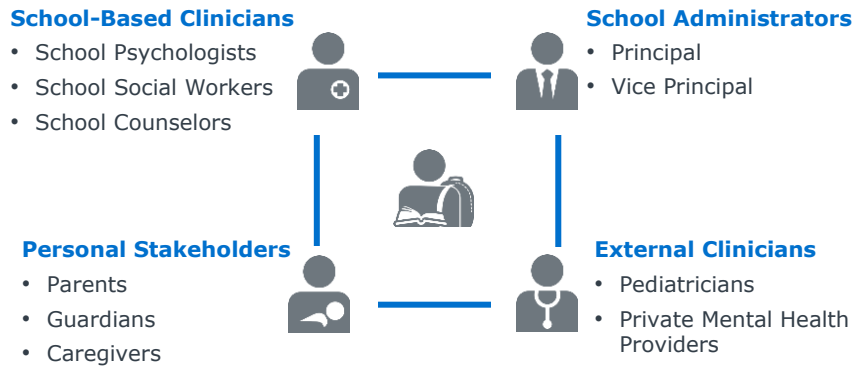 School-Based Clinicians
• School Psychologists
• School Social Workers
• School Counselors
School Administrators
• Principal
• Vice Principal
Personal Stakeholders
• Parents
• Guardians
• Caregivers
External Clinicians
• Pediatricians
• Private Mental Health
Providers